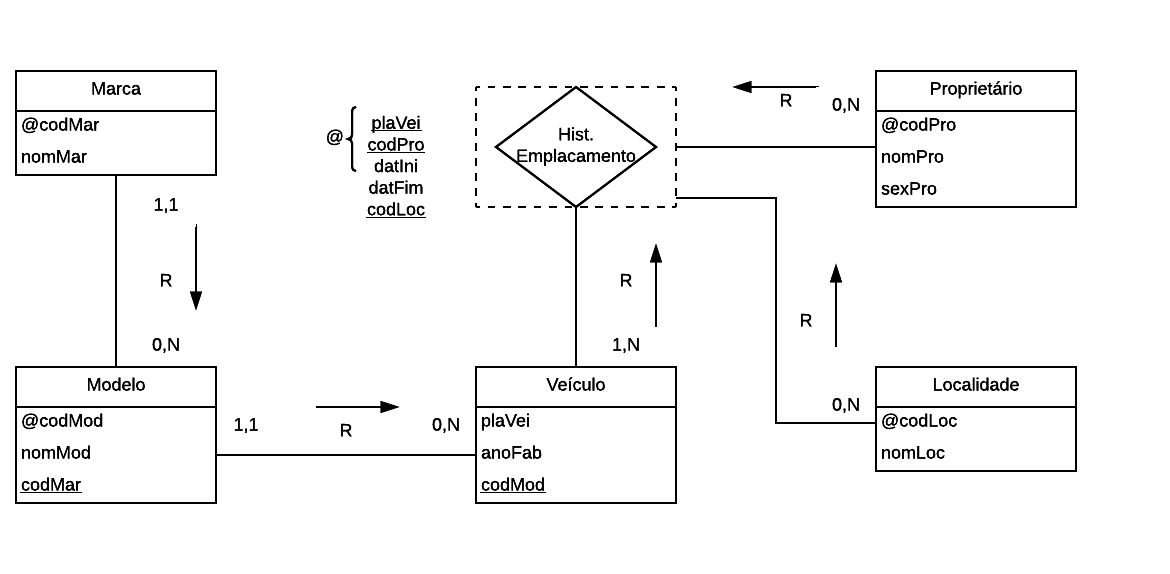 Marca
@codMar
nomMar
1,1
R
0,N
Modelo
@codMod
nomMod
codMar
1,1
R
0,N
@ {
plaVei
codPro
datIni
datFim
codLoc
Hist.
Emplacamento
R
1,N
Veículo
plaVei
anoFab
codMod
R
0,N
Proprietário
@codPro
nomPro
sexPro
R
0,N
Localidade
@codLoc
nomLoc